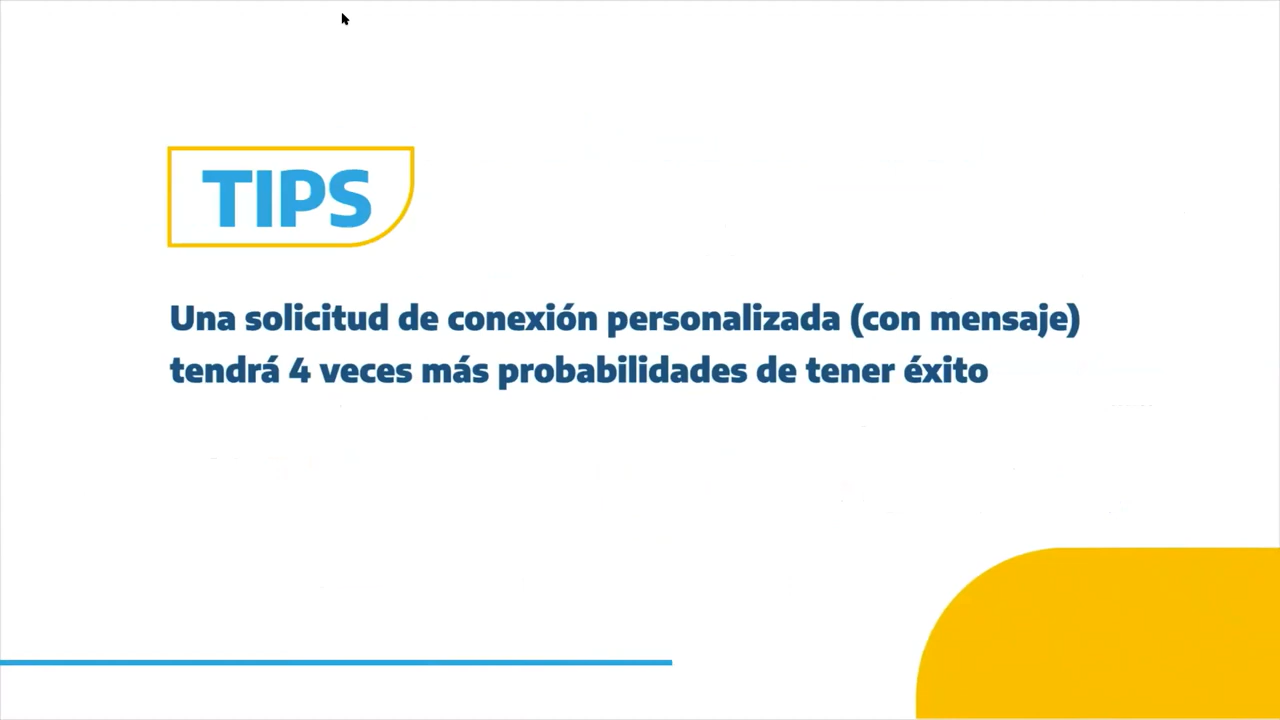 TIPS
Una solicitud de conexión personalizada (con mensaje)
tendrá 4 veces más probabilidades de tener éxito